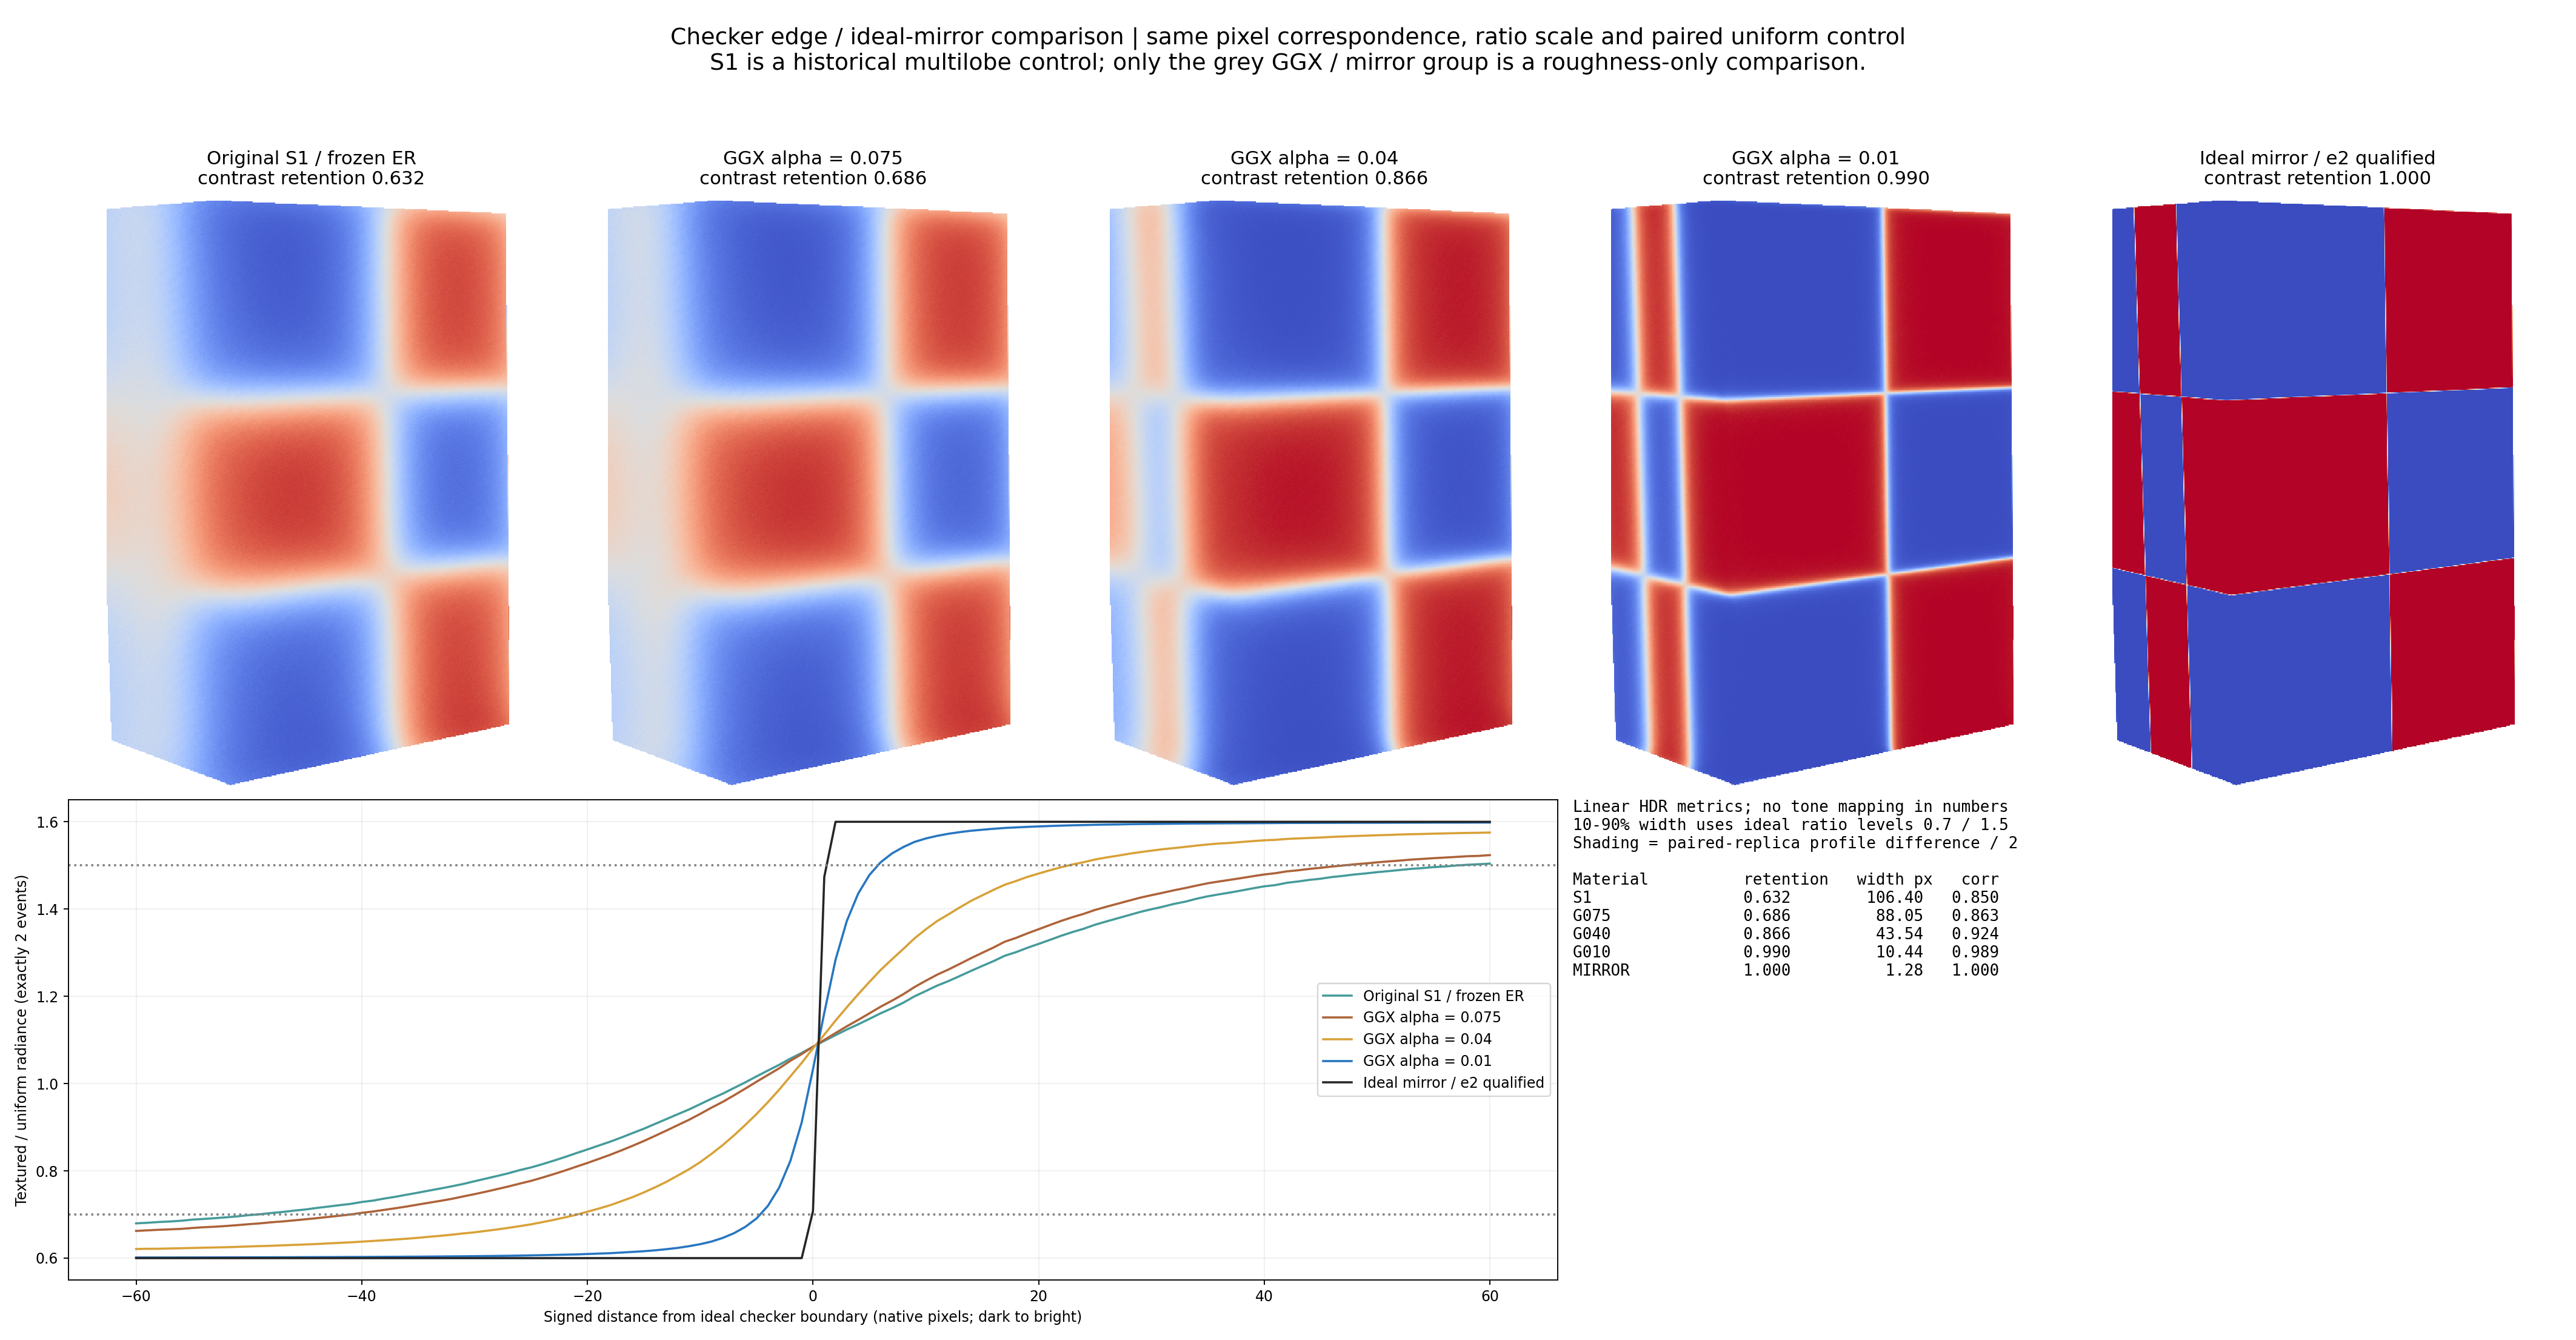 Checker edge / ideal-mirror comparison | same pixel correspondence, ratio scale and paired uniform control
S1 is a historical multilobe control; only the grey GGX / mirror group is a roughness-only comparison.
Original S1 / frozen ER
contrast retention 0.632
GGX alpha = 0.075
contrast retention 0.686
GGX alpha = 0.04
contrast retention 0.866
GGX alpha = 0.01
contrast retention 0.990
Ideal mirror / e2 qualified
contrast retention 1.000
Textured / uniform radiance (exactly 2 events)
1.6
1.4
1.2
1.0
0.8
0.6
−60
−40
−20
0
20
40
60
Signed distance from ideal checker boundary (native pixels; dark to bright)
Original S1 / frozen ER
GGX alpha = 0.075
GGX alpha = 0.04
GGX alpha = 0.01
Ideal mirror / e2 qualified
Linear HDR metrics; no tone mapping in numbers
10-90% width uses ideal ratio levels 0.7 / 1.5
Shading = paired-replica profile difference / 2
Material retention width px corr
S1 0.632 106.40 0.850
G075 0.686 88.05 0.863
G040 0.866 43.54 0.924
G010 0.990 10.44 0.989
MIRROR 1.000 1.28 1.000